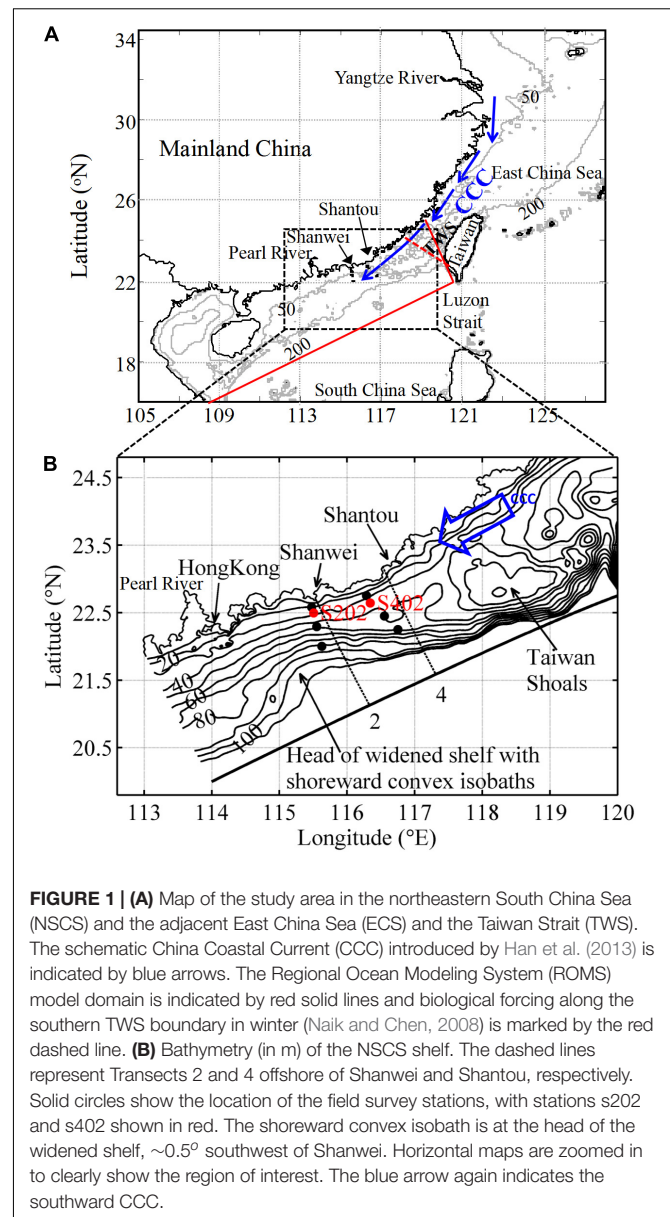 A
34
30
26
22
18
Latitude (°N)
Yangtze River
50
Mainland China
East China Sea
C C C
200
Shantou
Shanwei
TWS
Taiwan
Pearl River
50
Luzon
Strait
200
South China Sea
105 109 113 117 121 125
B
24.5
23.5
22.5
21.5
20.5
Latitude (°N)
CCC
Shantou
Shanwei
HongKong
Pearl River
S202
S402
20
40
60
80
100
Taiwan
Shoals
2
4
Head of widened shelf with
shoreward convex isobaths
113 114 115 116 117 118 119 120
Longitude (°E)
FIGURE 1 | (A) Map of the study area in the northeastern South China Sea
(NSCS) and the adjacent East China Sea (ECS) and the Taiwan Strait (TWS).
The schematic China Coastal Current (CCC) introduced by Han et al. (2013) is
indicated by blue arrows. The Regional Ocean Modeling System (ROMS)
model domain is indicated by red solid lines and biological forcing along the
southern TWS boundary in winter (Naik and Chen, 2008) is marked by the red
dashed line. (B) Bathymetry (in m) of the NSCS shelf. The dashed lines
represent Transects 2 and 4 offshore of Shanwei and Shantou, respectively.
Solid circles show the location of the field survey stations, with stations s202
and s402 shown in red. The shoreward convex isobath is at the head of the
widened shelf, ~0.5° southwest of Shanwei. Horizontal maps are zoomed in
to clearly show the region of interest. The blue arrow again indicates the
southward CCC.